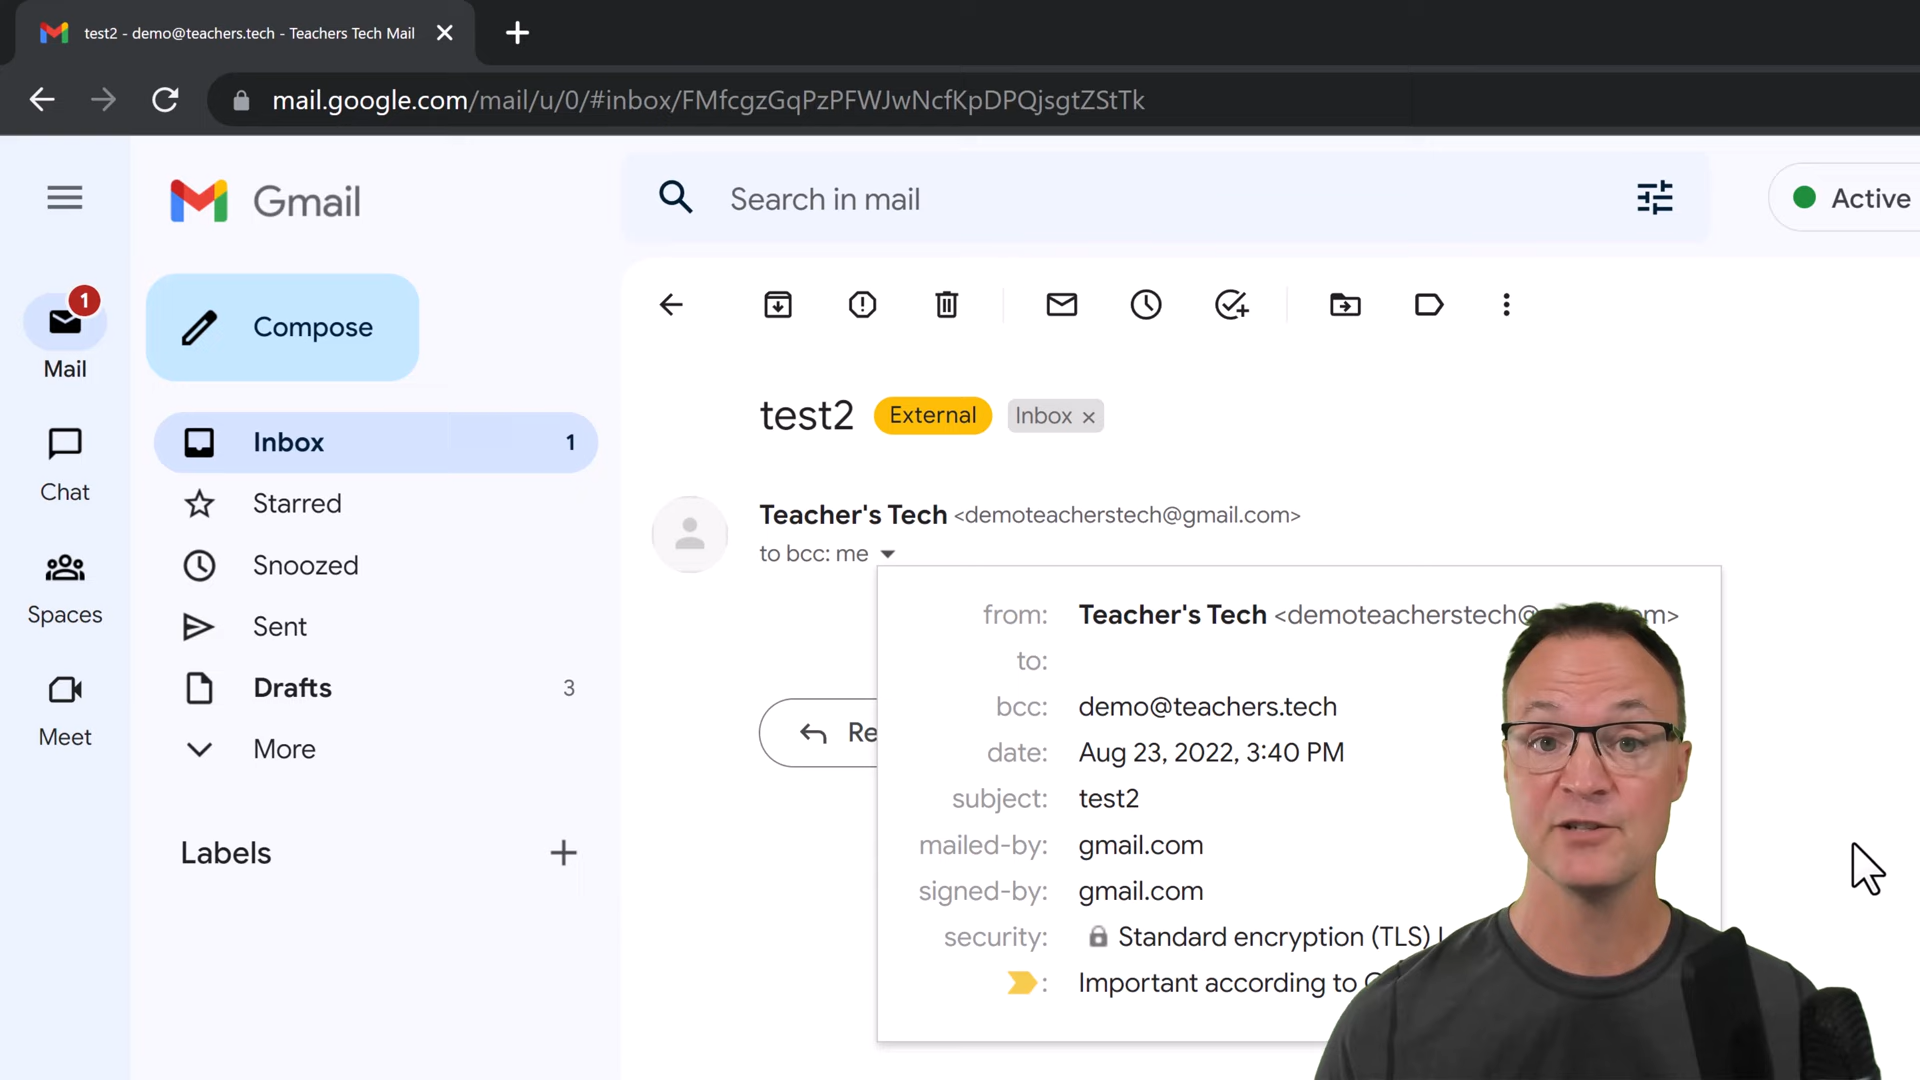 test2 - demo@teachers.tech - Teachers Tech Mail
mail.google.com/mail/u/0/#inbox/FMfcgzGqPzPFWJwNcfKpDPQjsgtZStTk
Gmail
Search in mail
Active
1
Mail
Compose
Inbox 1
Starred
Snoozed
Sent
Drafts 3
More
Chat
Spaces
Meet
Labels
test2 External Inbox
Teacher's Tech <demoteacherstech@gmail.com>
to bcc: me
from: Teacher's Tech <demoteacherstech@
to:
bcc: demo@teachers.tech
date: Aug 23, 2022, 3:40 PM
subject: test2
mailed-by: gmail.com
signed-by: gmail.com
security: Standard encryption (TLS)
: Important according to
Re